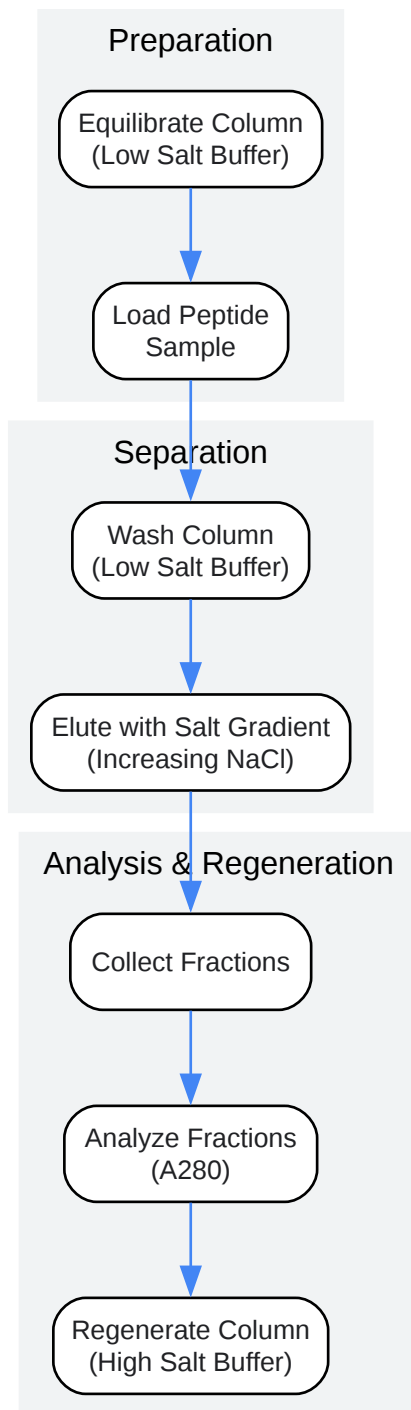 Preparation
Equilibrate Column
(Low Salt Buffer)
Load Peptide
Sample
Separation
Wash Column
(Low Salt Buffer)
Elute with Salt Gradient
(Increasing NaCl)
Analysis & Regeneration
Collect Fractions
Analyze Fractions
(A280)
Regenerate Column
(High Salt Buffer)